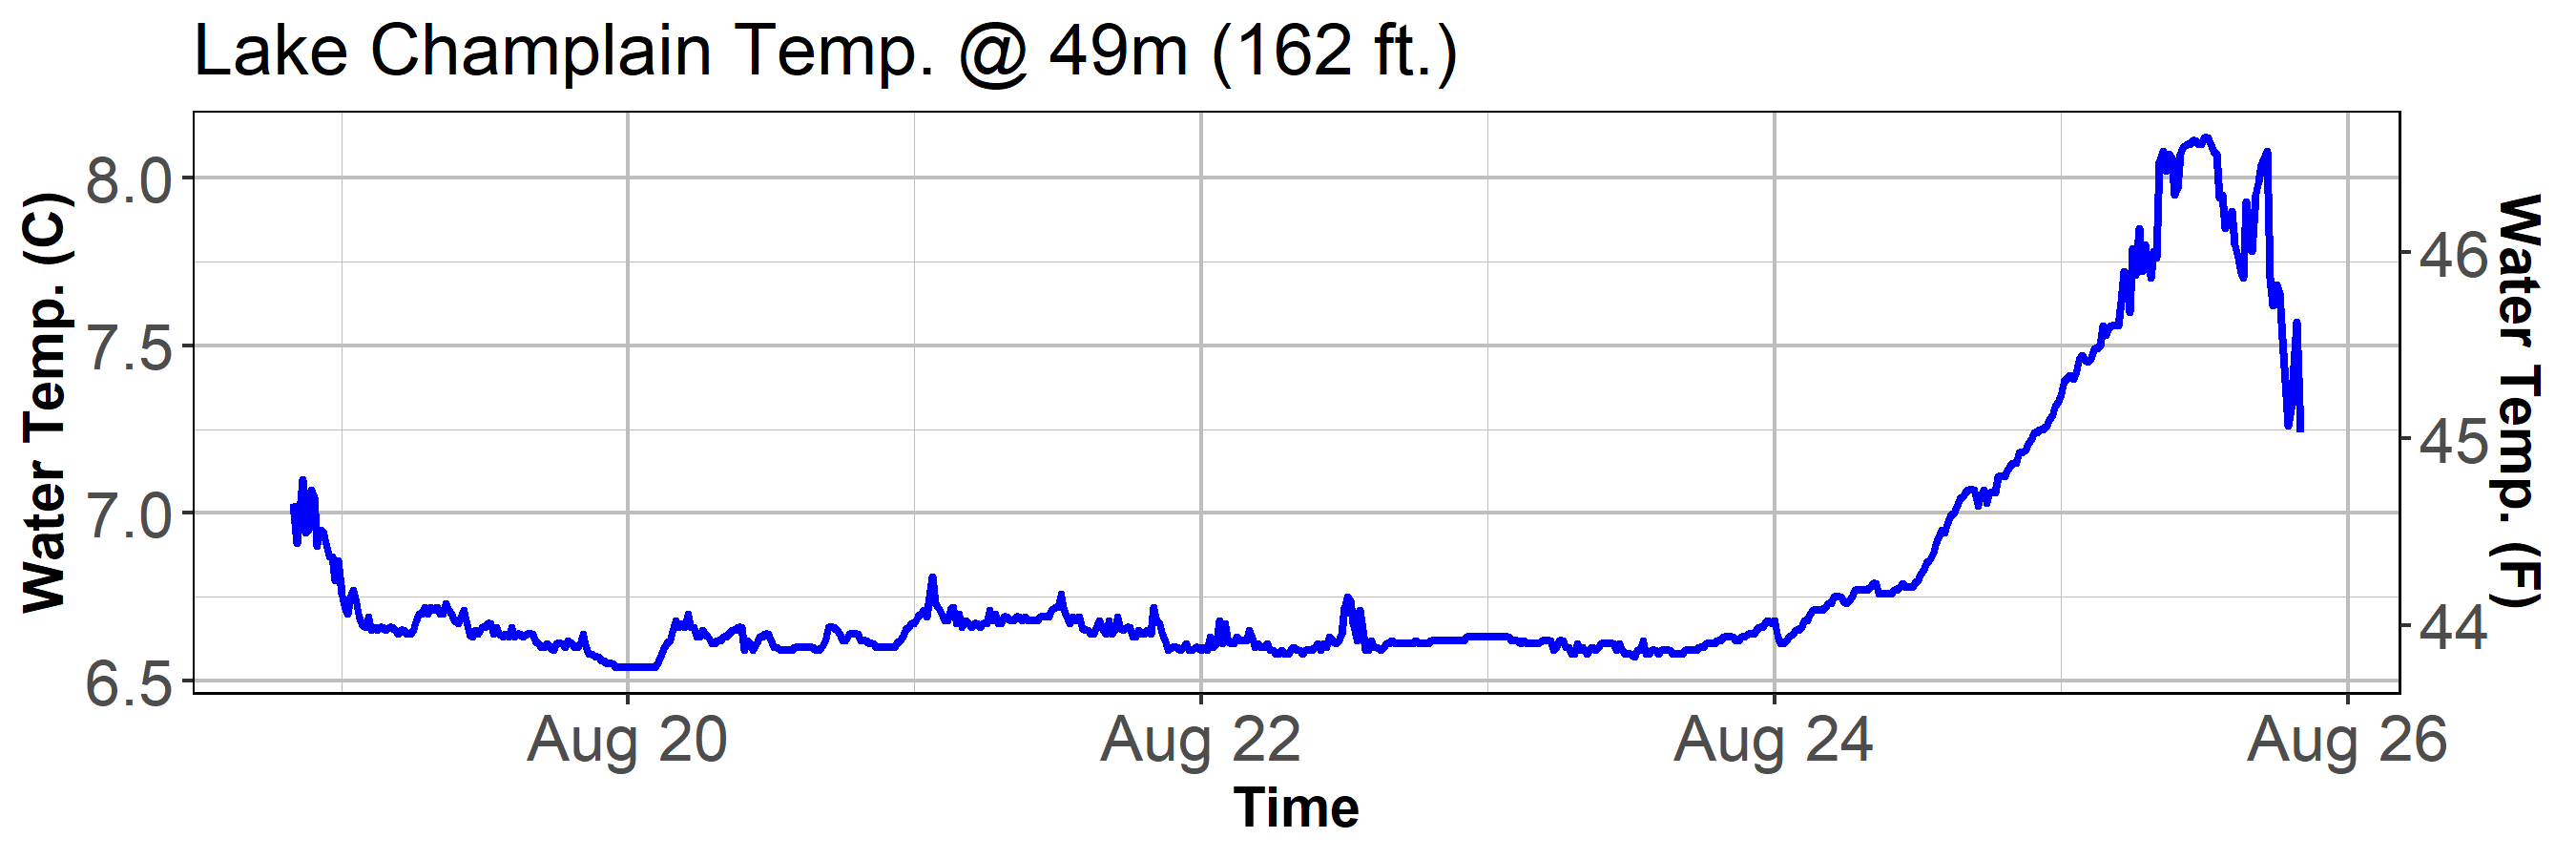 Lake Champlain Temp. @ 49m (162 ft.)
Water Temp. (C)
8.0
7.5
7.0
6.5
46
45
44
Water Temp. (F)
Aug 20 Aug 22 Aug 24 Aug 26
Time